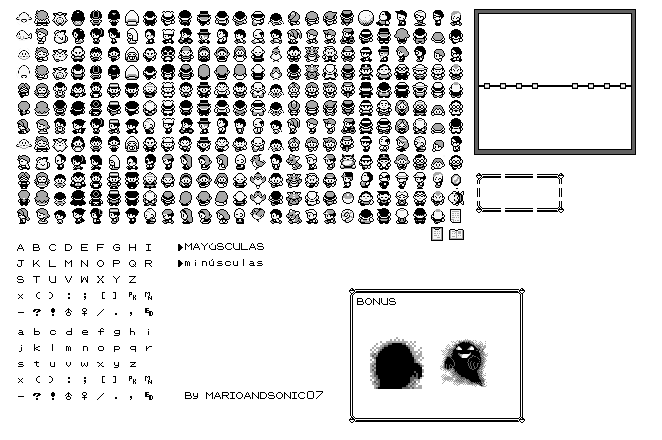 A B C D E F G H I
J K L M N O P Q R
S T U V W X Y Z
x ( ) : ; [ ] PK MN
- ? ! ♂ ♀ / . , ED
a b c d e f g h i
j k l m n o p q r
s t u v w x y z
x ( ) : ; [ ] PK MN
- ? ! ♂ ♀ / . , ED
▶MAYÚSCULAS
▶minúsculas
By MARIOANDSONIC07
BONUS